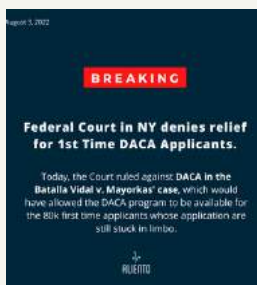 August 3, 2022
BREAKING
Federal Court in NY denies relief
for 1st Time DACA Applicants.
Today, the Court ruled against DACA in the
Batalla Vidal v. Mayorkas' case, which would
have allowed the DACA program to be available for
the 80k first time applicants whose application are
still stuck in limbo.
ALIENTO